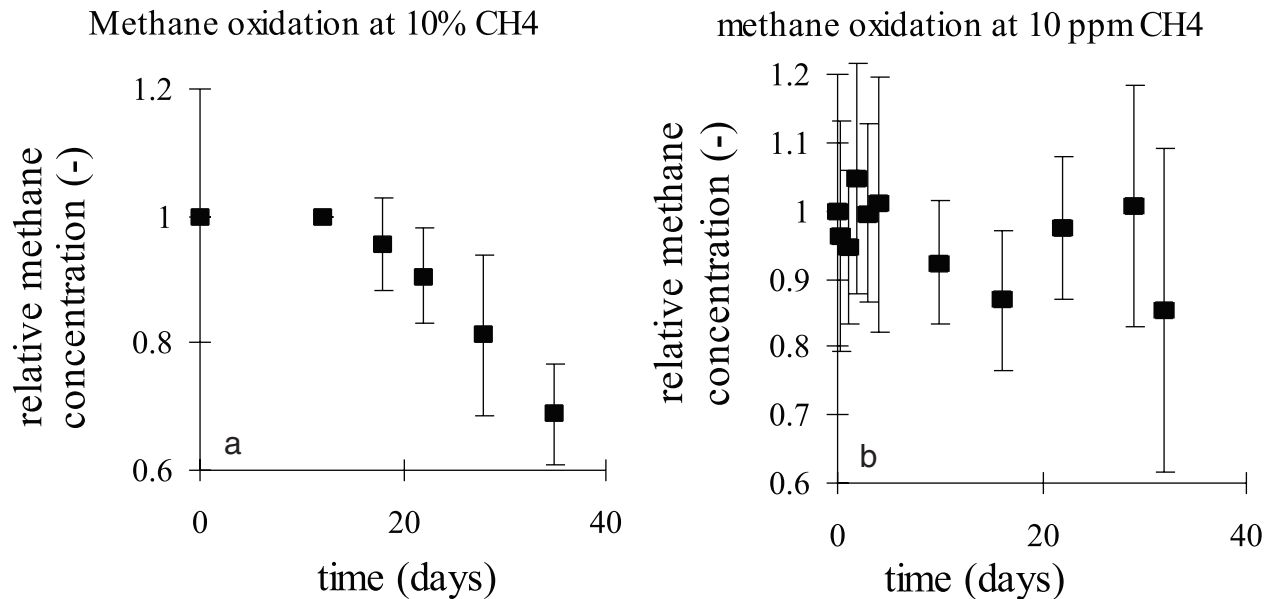 Methane oxidation at 10% CH4
relative methane
concentration (-)
1.2
1
0.8
0.6
a
0
20
40
time (days)
methane oxidation at 10 ppm CH4
relative methane
concentration (-)
1.2
1.1
1
0.9
0.8
0.7
0.6
b
0
20
40
time (days)